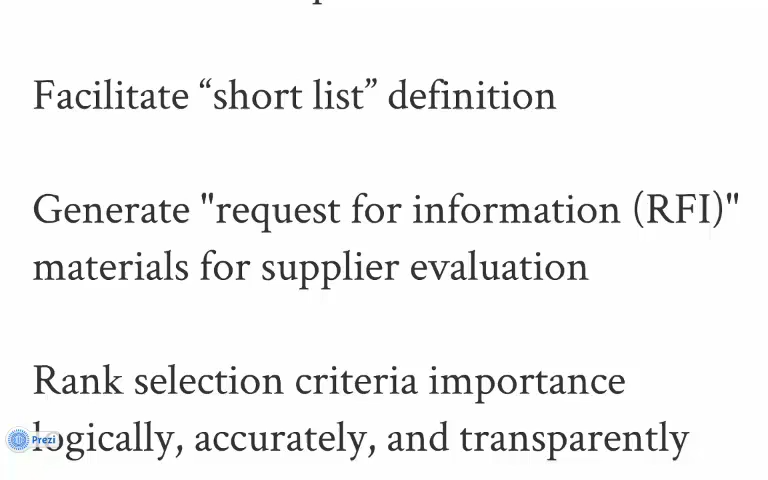 Facilitate “short list” definition
Generate "request for information (RFI)"
materials for supplier evaluation
Rank selection criteria importance
logically, accurately, and transparently
Prezi